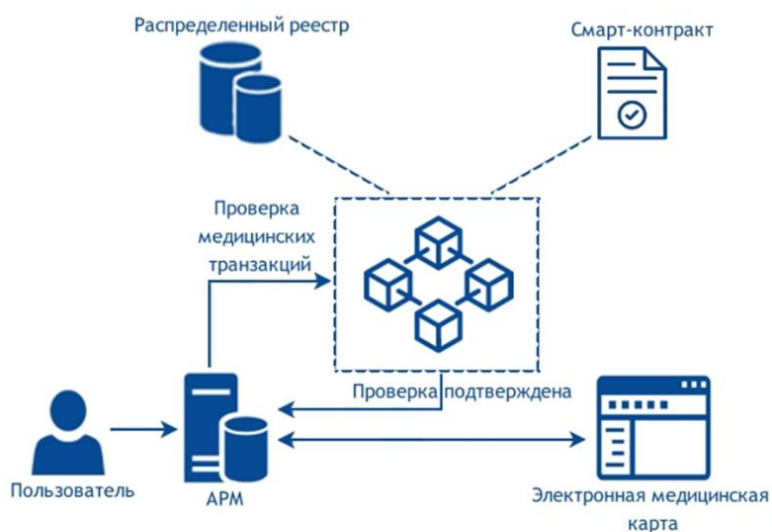 Распределенный реестр
Смарт-контракт
Проверка
медицинских
транзакций
Проверка подтверждена
Пользователь
АРМ
Электронная медицинская
карта